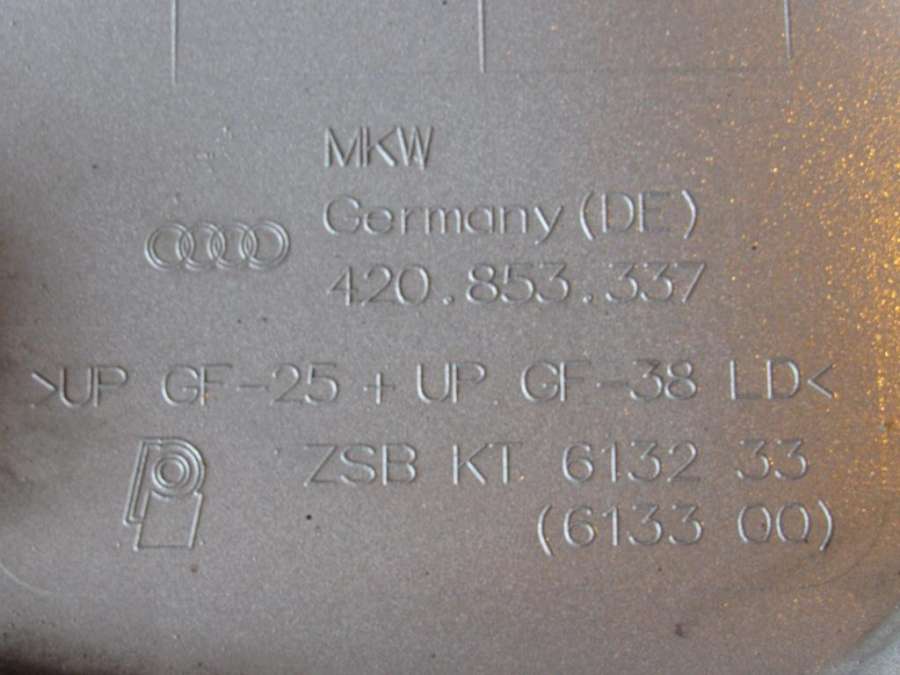 MKW
Germany (DE)
420.853.337
>UP GF-25 + UP GF-38 LD<
ZSB KT 6132 33
(6133 00)